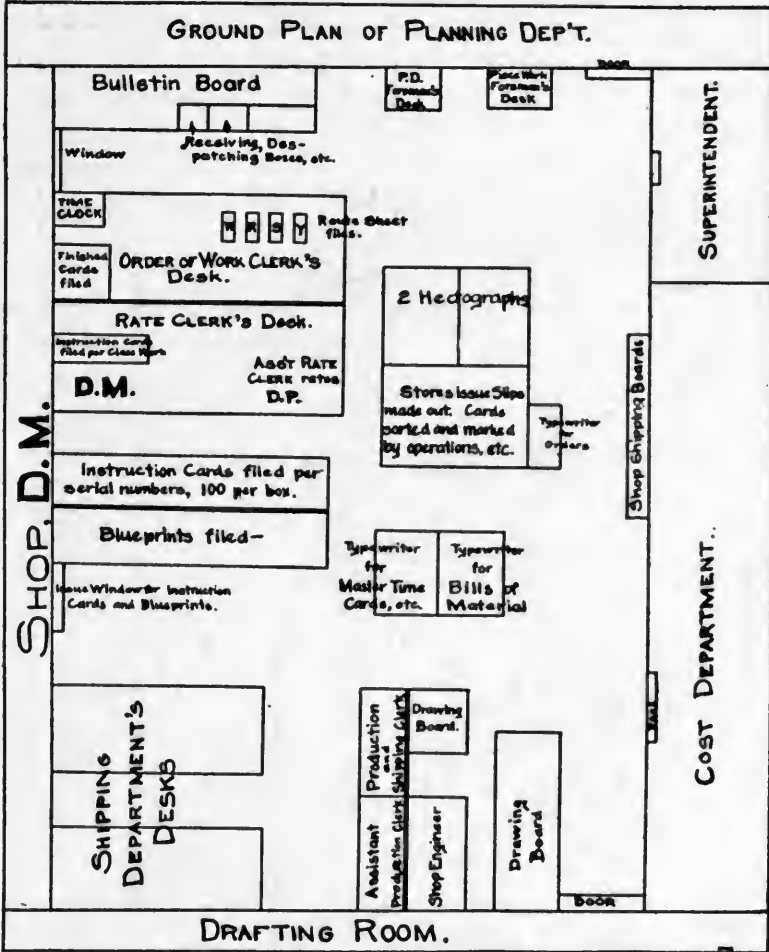 GROUND PLAN OF PLANNING DEP'T.
DOOR
Bulletin Board
P.D.
Foreman's
Desk
Piece Work
Foreman's
Desk
Receiving, Des-
patching Boxes, etc.
Window
SUPERINTENDENT.
TIME
CLOCK
R S Y
Route Sheet
files.
Finished
Cards
filed
ORDER OF WORK CLERK'S
DESK.
2 Hectographs
RATE CLERK'S Desk.
Instruction Cards
filed per Class Work
D.M.
ASS'T RATE
CLERK rates
D.P.
Stores Issue Slips
made out. Cards
sorted and marked
by operations, etc.
Typewriter
for
Orders
Shop Shipping Boards
SHOP, D.M.
Instruction Cards filed per
serial numbers, 100 per box.
Blueprints filed-
Typewriter
for
Master Time
Cards, etc.
Typewriter
for
Bills of
Material
Issue Window for Instruction
Cards and Blueprints.
COST DEPARTMENT..
SHIPPING
DEPARTMENT'S
DESKS
Production
and
Shipping Clerk
Drawing
Board.
Assistant
Production Clerk
Shop Engineer
Drawing
Board
DOOR
DRAFTING ROOM.